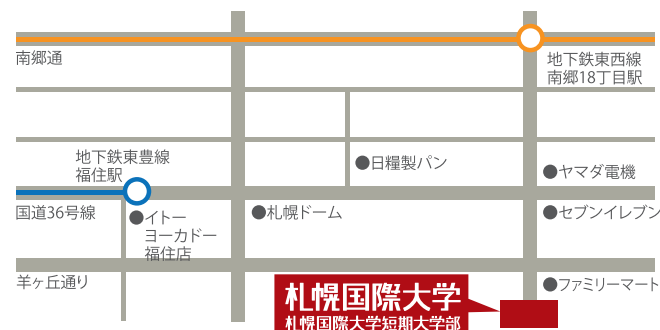 南郷通
地下鉄東西線
南郷18丁目駅
地下鉄東豊線
福住駅
●日糧製パン
●ヤマダ電機
国道36号線
●イトー
ヨーカドー
福住店
●札幌ドーム
●セブンイレブン
羊ヶ丘通り
●ファミリーマート
札幌国際大学
札幌国際大学短期大学部